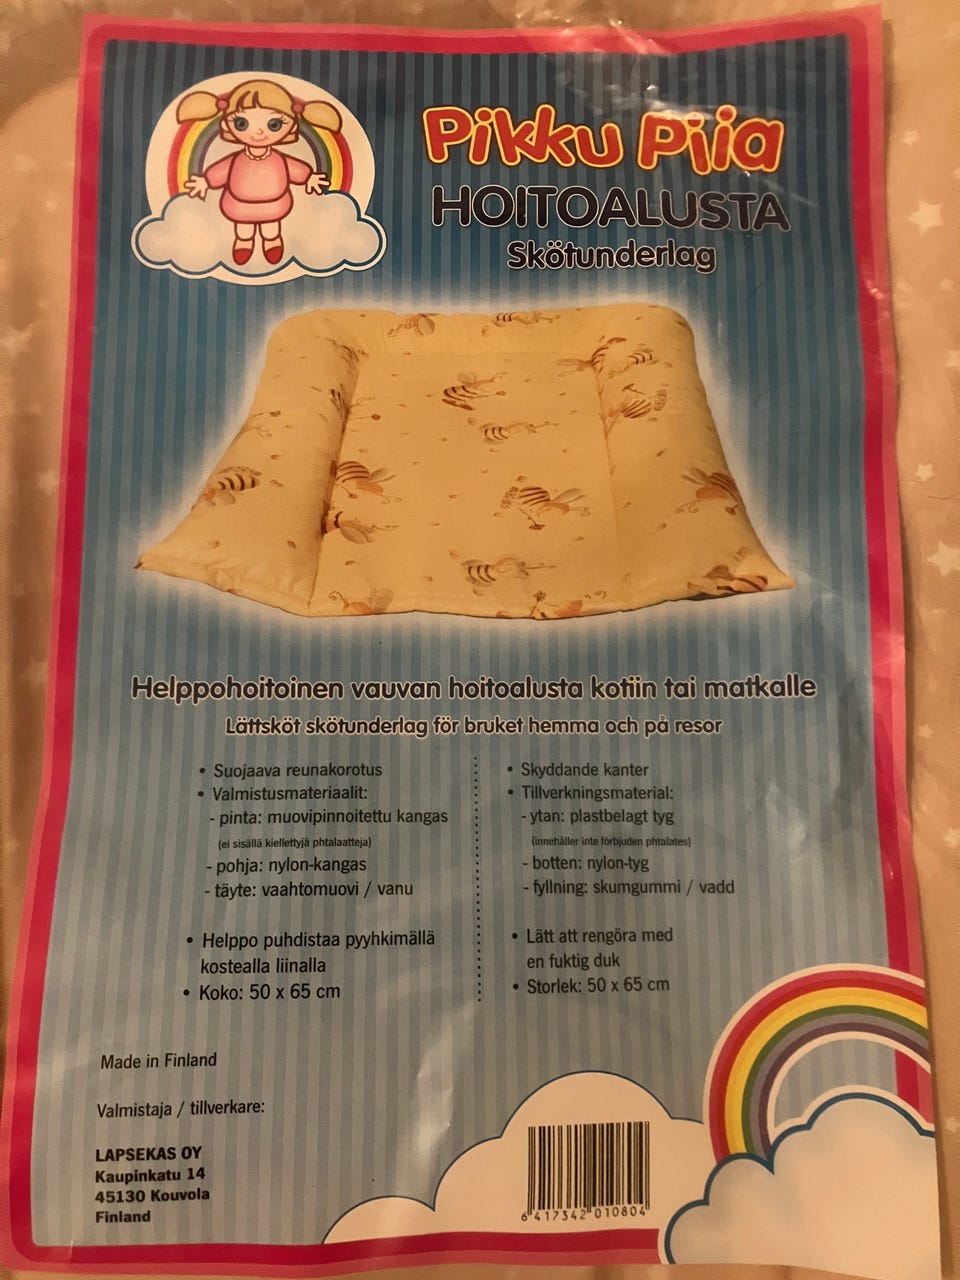 Pikku Piia
HOITOALUSTA
Skötunderlag
Helppohoitoinen vauvan hoitoalusta kotiin tai matkalle
Lättsköt skötunderlag för bruket hemma och på resor
• Suojaava reunakorotus
• Valmistusmateriaalit:
- pinta: muovipinnoitettu kangas
(ei sisällä kiellettyjä phtalaatteja)
- pohja: nylon-kangas
- täyte: vaahtomuovi / vanu
• Helppo puhdistaa pyyhkimällä
kostealla liinalla
• Koko: 50 x 65 cm
• Skyddande kanter
• Tillverkningsmaterial:
- ytan: plastbelagt tyg
(innehåller inte förbjuden phtalates)
- botten: nylon-tyg
- fyllning: skumgummi / vadd
• Lätt att rengöra med
en fuktig duk
• Storlek: 50 x 65 cm
Made in Finland
Valmistaja / tillverkare:
LAPSEKAS OY
Kaupinkatu 14
45130 Kouvola
Finland
6 417342 010804